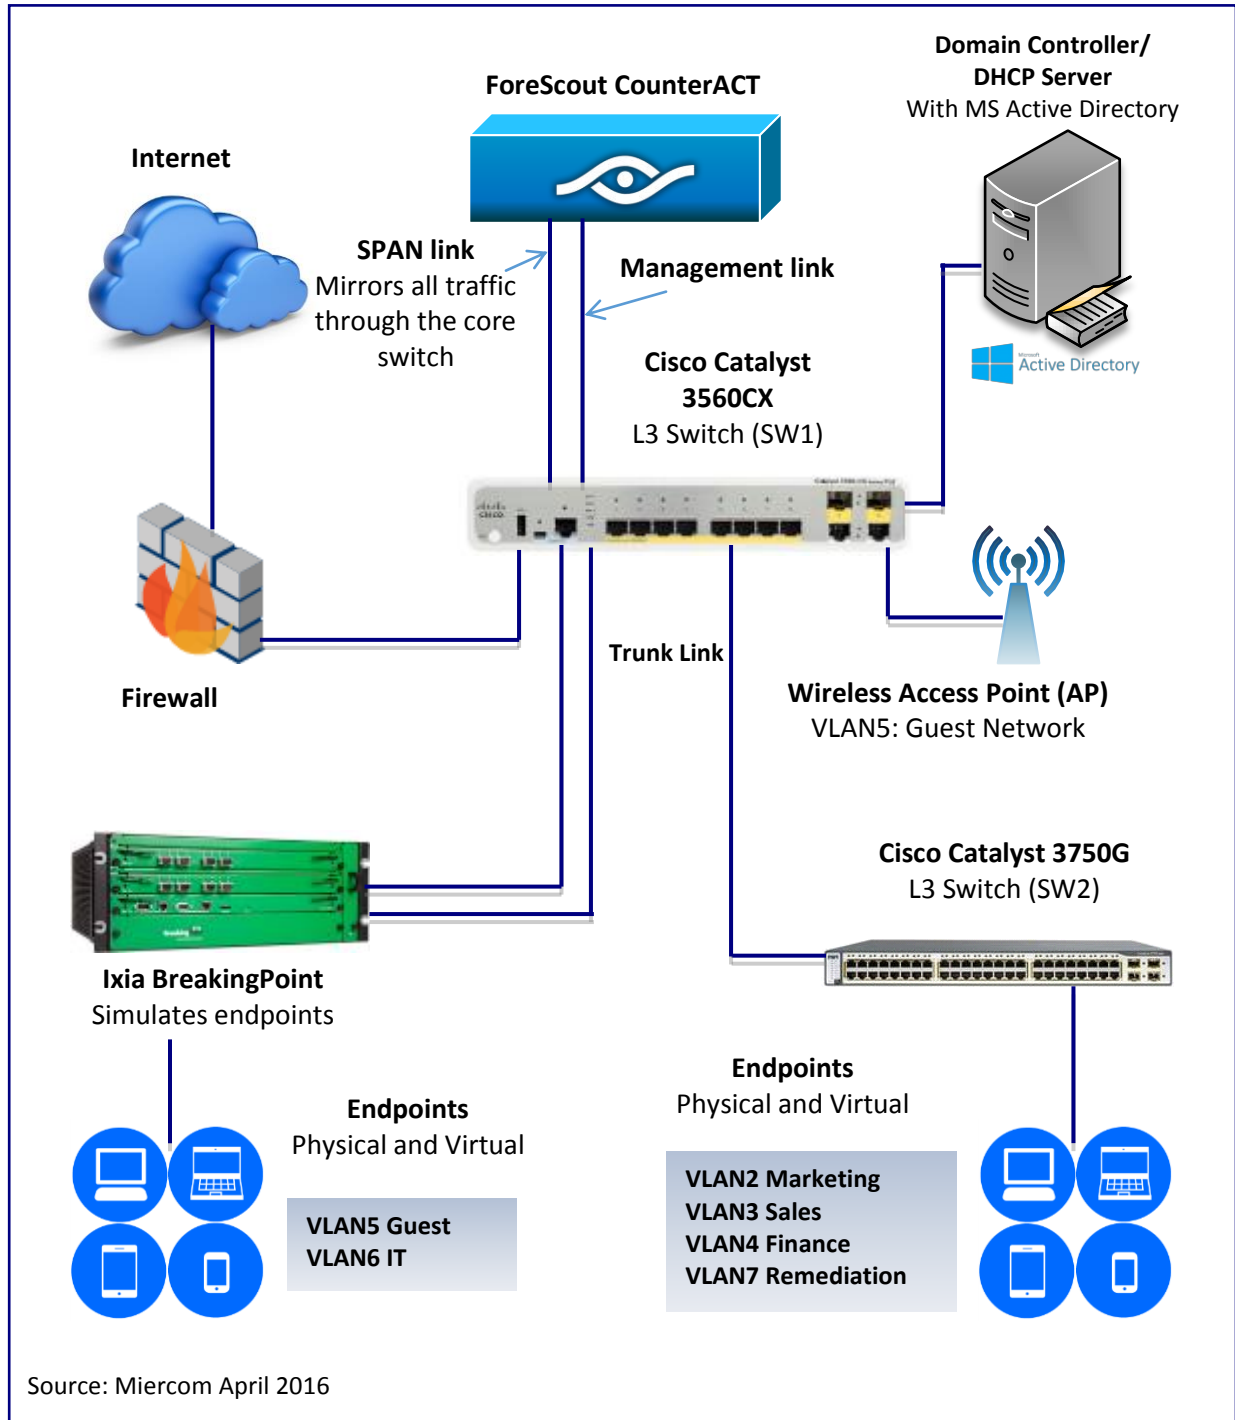 Domain Controller/
DHCP Server
With MS Active Directory
ForeScout CounterACT
Internet
SPAN link
Mirrors all traffic
through the core
switch
Management link
Microsoft
Active Directory
Cisco Catalyst
3560CX
L3 Switch (SW1)
CISCO
Trunk Link
Firewall
Wireless Access Point (AP)
VLAN5: Guest Network
Cisco Catalyst 3750G
L3 Switch (SW2)
Ixia BreakingPoint
Simulates endpoints
Endpoints
Physical and Virtual
VLAN5 Guest
VLAN6 IT
Endpoints
Physical and Virtual
VLAN2 Marketing
VLAN3 Sales
VLAN4 Finance
VLAN7 Remediation
Source: Miercom April 2016